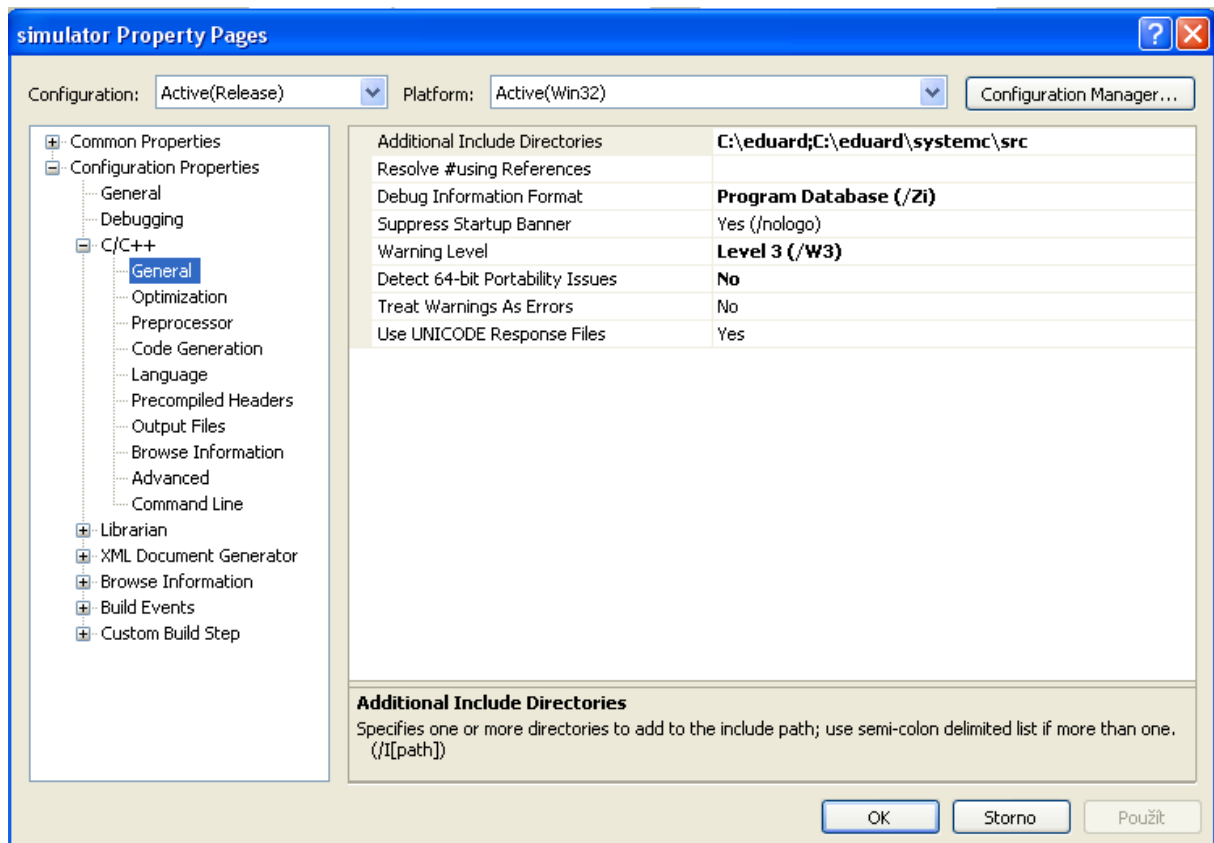 simulator Property Pages
Configuration: Active(Release) Platform: Active(Win32) Configuration Manager...
Common Properties
Configuration Properties
General
Debugging
C/C++
General
Optimization
Preprocessor
Code Generation
Language
Precompiled Headers
Output Files
Browse Information
Advanced
Command Line
Librarian
XML Document Generator
Browse Information
Build Events
Custom Build Step
Additional Include Directories C:\eduard;C:\eduard\systemc\src
Resolve #using References
Debug Information Format Program Database (/Zi)
Suppress Startup Banner Yes (/nologo)
Warning Level Level 3 (/W3)
Detect 64-bit Portability Issues No
Treat Warnings As Errors No
Use UNICODE Response Files Yes
Additional Include Directories
Specifies one or more directories to add to the include path; use semi-colon delimited list if more than one.
(/I[path])
OK Storno Použít